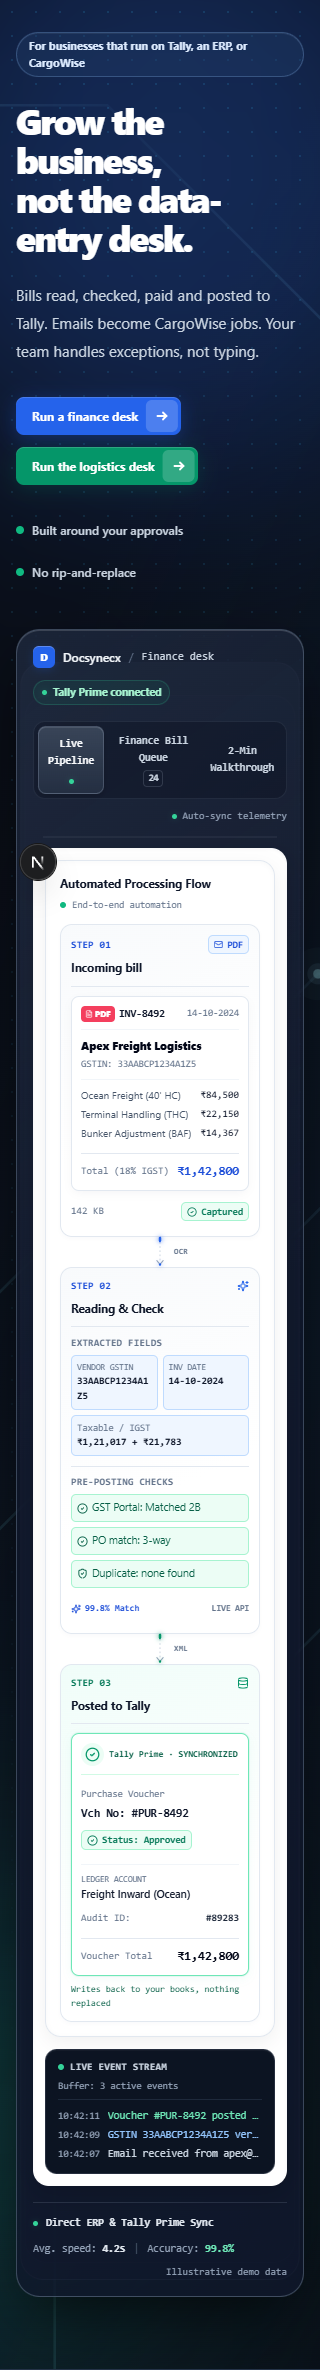 For businesses that run on Tally, an ERP, or
CargoWise
Grow the
business,
not the data-
entry desk.
Bills read, checked, paid and posted to
Tally. Emails become CargoWise jobs. Your
team handles exceptions, not typing.
Run a finance desk →
Run the logistics desk →
Built around your approvals
No rip-and-replace
D Docsynecx / Finance desk
Tally Prime connected
Live
Pipeline
Finance Bill
Queue
24
2-Min
Walkthrough
Auto-sync telemetry
N
Automated Processing Flow
End-to-end automation
STEP 01 PDF
Incoming bill
PDF INV-8492 14-10-2024
Apex Freight Logistics
GSTIN: 33AABCP1234A1Z5
Ocean Freight (40' HC) ₹84,500
Terminal Handling (THC) ₹22,150
Bunker Adjustment (BAF) ₹14,367
Total (18% IGST) ₹1,42,800
142 KB Captured
OCR
STEP 02
Reading & Check
EXTRACTED FIELDS
VENDOR GSTIN
33AABCP1234A1
Z5
INV DATE
14-10-2024
Taxable / IGST
₹1,21,017 + ₹21,783
PRE-POSTING CHECKS
GST Portal: Matched 2B
PO match: 3-way
Duplicate: none found
99.8% Match LIVE API
XML
STEP 03
Posted to Tally
Tally Prime · SYNCHRONIZED
Purchase Voucher
Vch No: #PUR-8492
Status: Approved
LEDGER ACCOUNT
Freight Inward (Ocean)
Audit ID: #89283
Voucher Total ₹1,42,800
Writes back to your books, nothing
replaced
LIVE EVENT STREAM
Buffer: 3 active events
10:42:11 Voucher #PUR-8492 posted …
10:42:09 GSTIN 33AABCP1234A1Z5 ver…
10:42:07 Email received from apex@…
Direct ERP & Tally Prime Sync
Avg. speed: 4.2s | Accuracy: 99.8%
Illustrative demo data